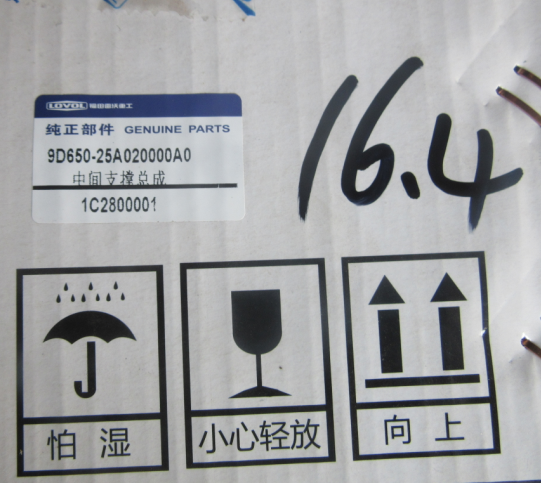 LOVOL 福田雷沃重工
纯正部件 GENUINE PARTS
9D650-25A020000A0
中间支撑总成
1C2800001
16.4
怕湿
小心轻放
向上